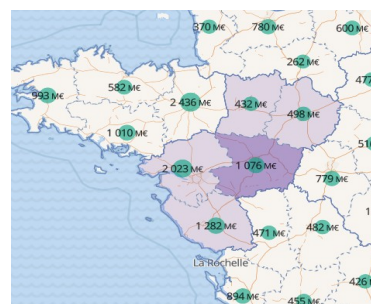 370 M€
780 M€
600 M€
262 M€
582 M€
993 M€
2 436 M€
432 M€
498 M€
1 010 M€
2 023 M€
1 076 M€
779 M€
1 282 M€
471 M€
482 M€
La Rochelle
894 M€
455 M€
426 M